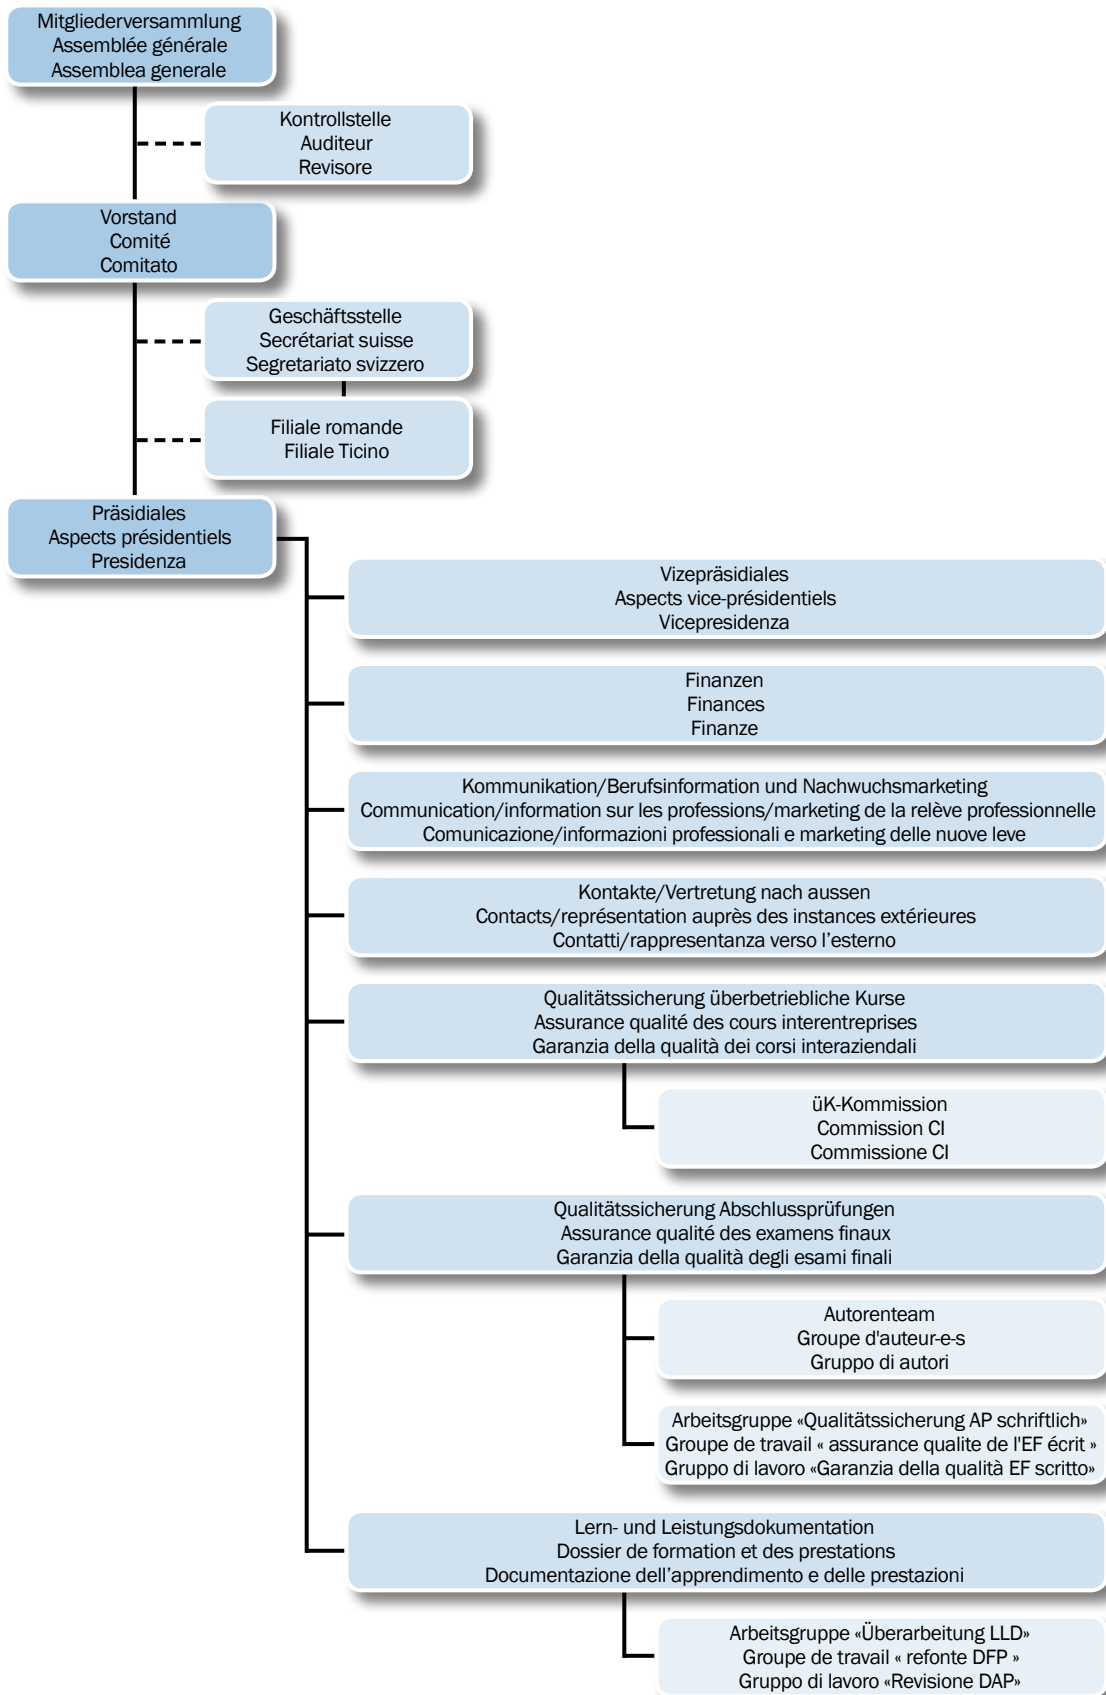 Mitgliederversammlung
Assemblée générale
Assemblea generale
Kontrollstelle
Auditeur
Revisore
Vorstand
Comité
Comitato
Geschäftsstelle
Secrétariat suisse
Segretariato svizzero
Filiale romande
Filiale Ticino
Präsidiales
Aspects présidentiels
Presidenza
Vizepräsidiales
Aspects vice-présidentiels
Vicepresidenza
Finanzen
Finances
Finanze
Kommunikation/Berufsinformation und Nachwuchsmarketing
Communication/information sur les professions/marketing de la relève professionnelle
Comunicazione/informazioni professionali e marketing delle nuove leve
Kontakte/Vertretung nach aussen
Contacts/représentation auprès des instances extérieures
Contatti/rappresentanza verso l'esterno
Qualitätssicherung überbetriebliche Kurse
Assurance qualité des cours interentreprises
Garanzia della qualità dei corsi interaziendali
üK-Kommission
Commission CI
Commissione CI
Qualitätssicherung Abschlussprüfungen
Assurance qualité des examens finaux
Garanzia della qualità degli esami finali
Autorenteam
Groupe d'auteur-e-s
Gruppo di autori
Arbeitsgruppe «Qualitätssicherung AP schriftlich»
Groupe de travail « assurance qualite de l'EF écrit »
Gruppo di lavoro «Garanzia della qualità EF scritto»
Lern- und Leistungsdokumentation
Dossier de formation et des prestations
Documentazione dell'apprendimento e delle prestazioni
Arbeitsgruppe «Überarbeitung LLD»
Groupe de travail « refonte DFP »
Gruppo di lavoro «Revisione DAP»